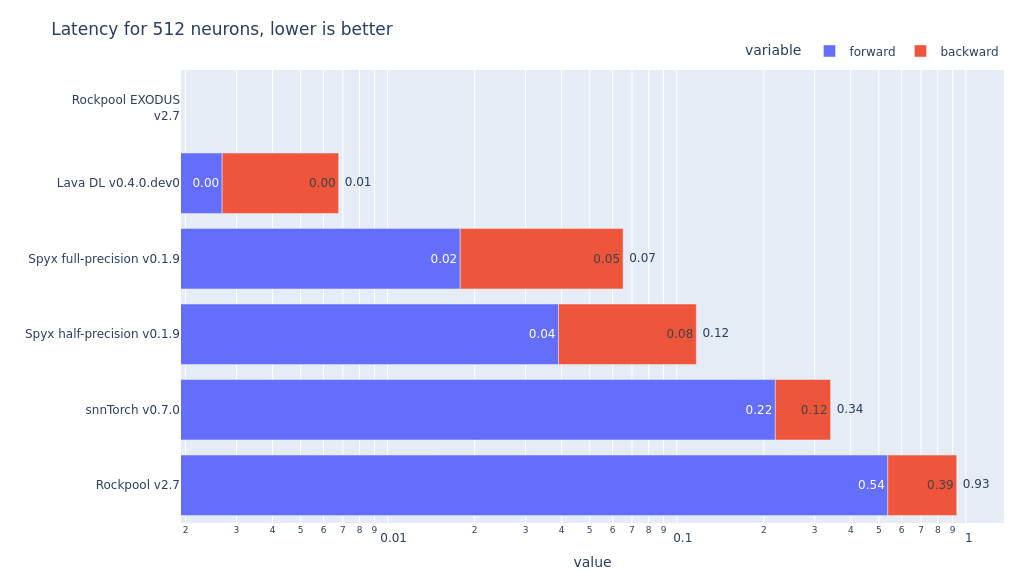 Latency for 512 neurons, lower is better
variable forward backward
Rockpool EXODUS
v2.7
Lava DL v0.4.0.dev0 0.00 0.00 0.01
Spyx full-precision v0.1.9 0.02 0.05 0.07
Spyx half-precision v0.1.9 0.04 0.08 0.12
snnTorch v0.7.0 0.22 0.12 0.34
Rockpool v2.7 0.54 0.39 0.93
2 3 4 5 6 7 8 9 0.01 2 3 4 5 6 7 8 9 0.1 2 3 4 5 6 7 8 9 1
value